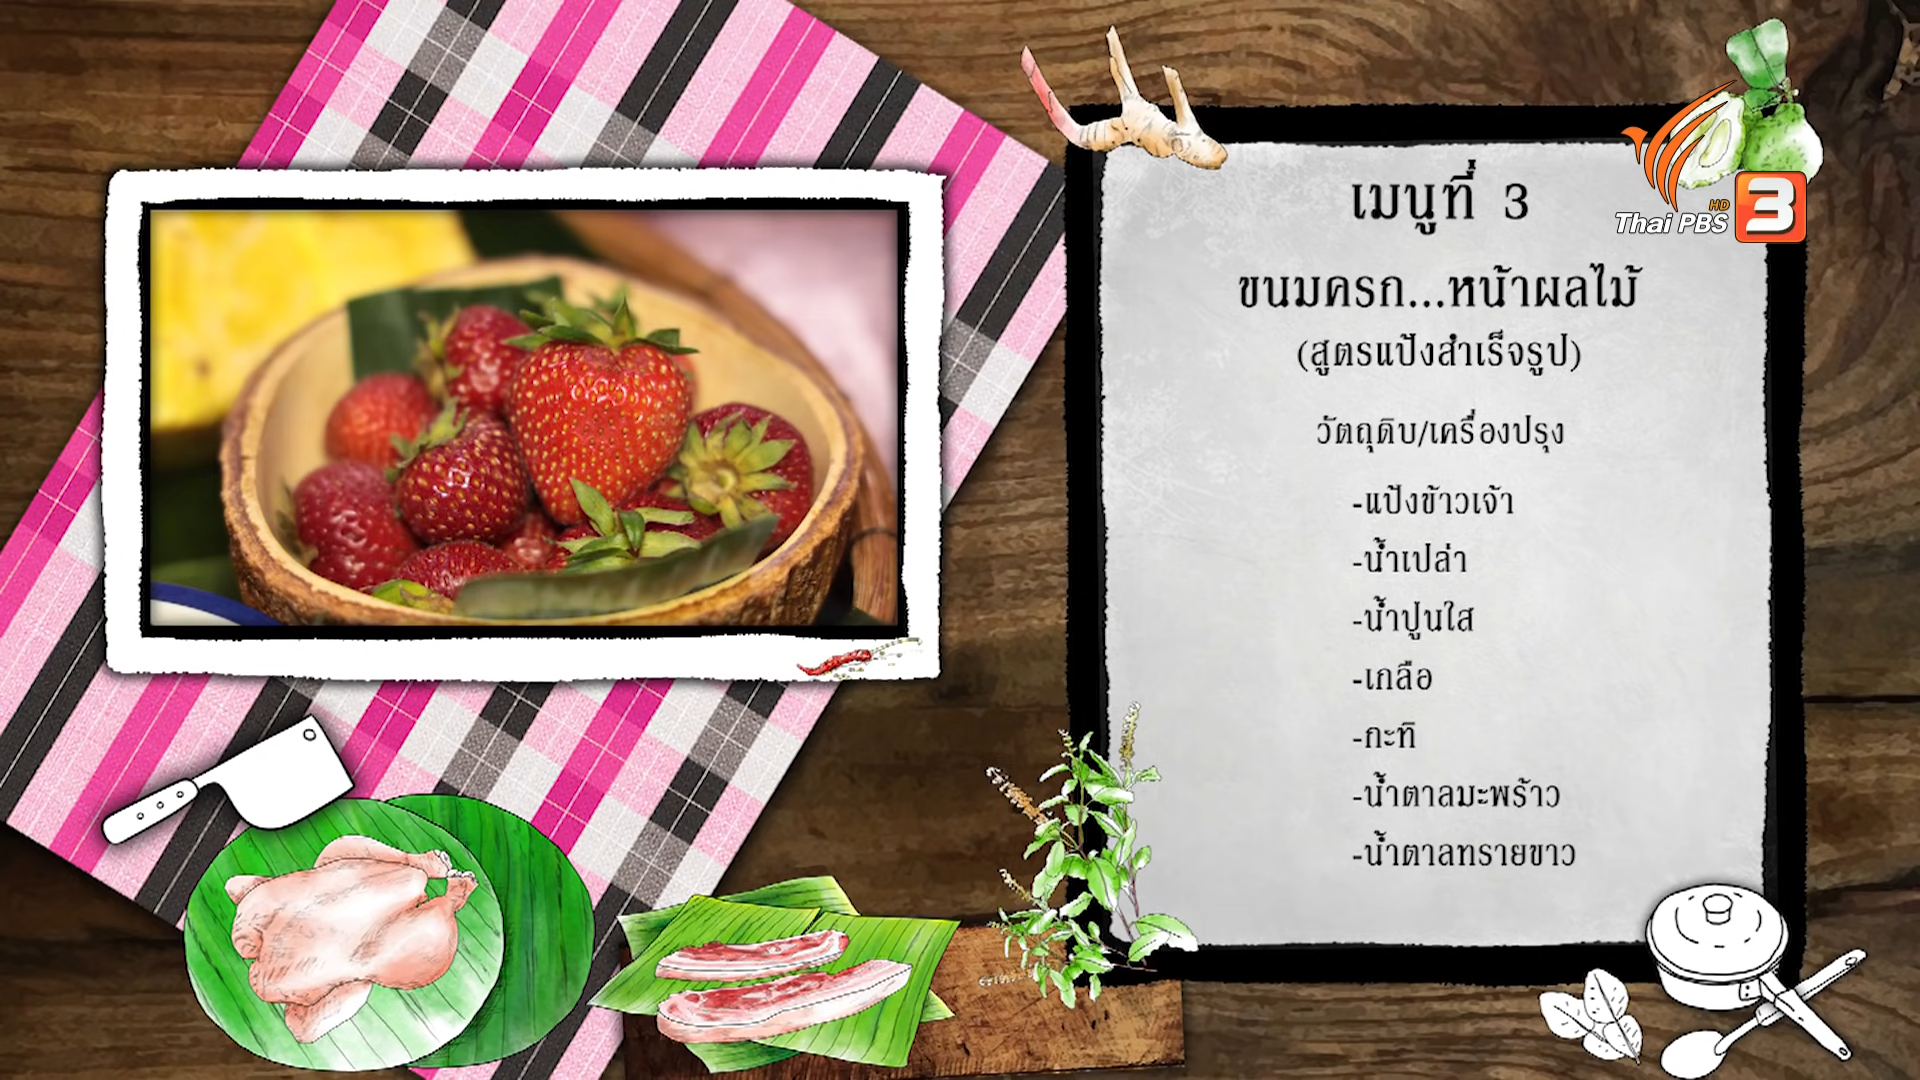 เมนูที่ 3
ขนมครก...หน้าผลไม้
(สูตรแป้งสำเร็จรูป)
วัตถุดิบ/เครื่องปรุง
-แป้งข้าวเจ้า
-น้ำเปล่า
-น้ำปูนใส
-เกลือ
-กะทิ
-น้ำตาลมะพร้าว
-น้ำตาลทรายขาว
Thai PBS HD 3